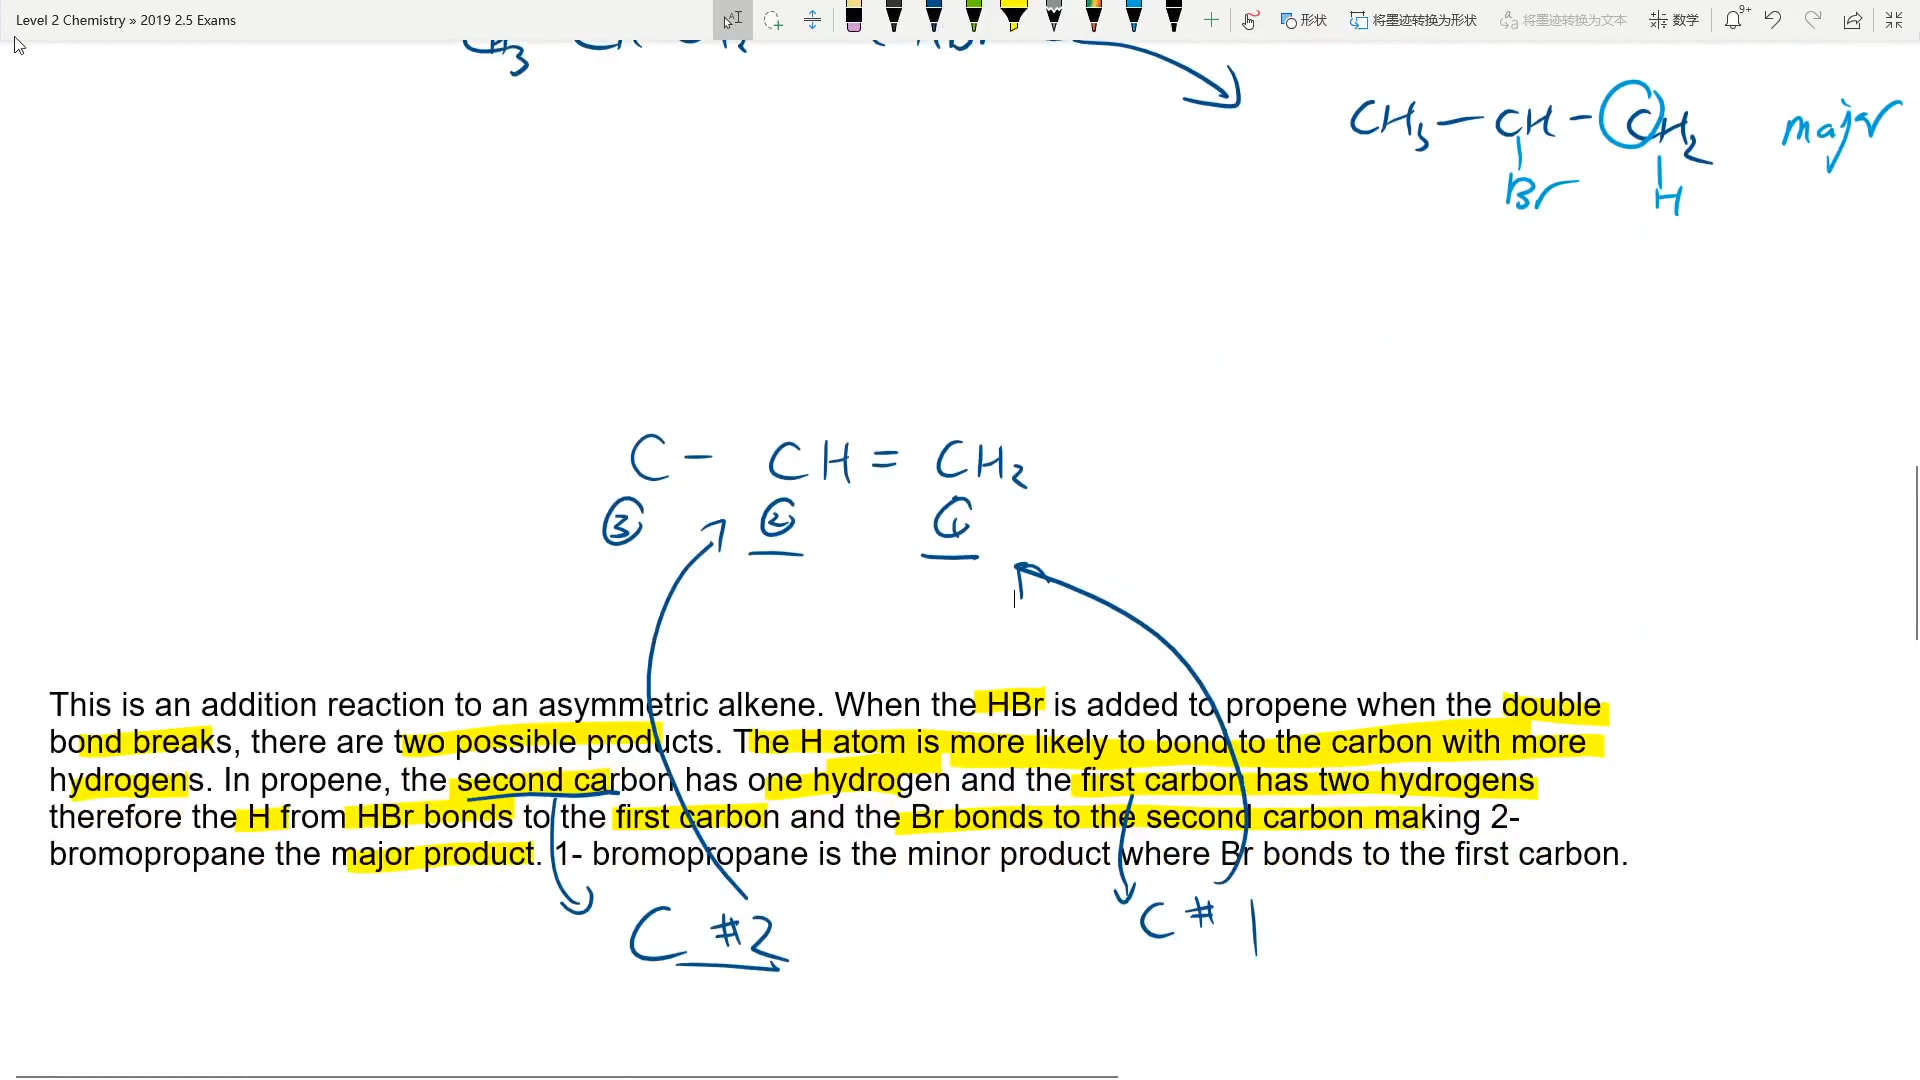 Level 2 Chemistry » 2019 2.5 Exams
形状 将墨迹转换为形状 将墨迹转换为文本 数学 9+
CH3 — CH - CH2 major
Br H
C - CH = CH2
③ ② ①
This is an addition reaction to an asymmetric alkene. When the HBr is added to propene when the double
bond breaks, there are two possible products. The H atom is more likely to bond to the carbon with more
hydrogens. In propene, the second carbon has one hydrogen and the first carbon has two hydrogens
therefore the H from HBr bonds to the first carbon and the Br bonds to the second carbon making 2-
bromopropane the major product. 1- bromopropane is the minor product where Br bonds to the first carbon.
C #2 C # 1